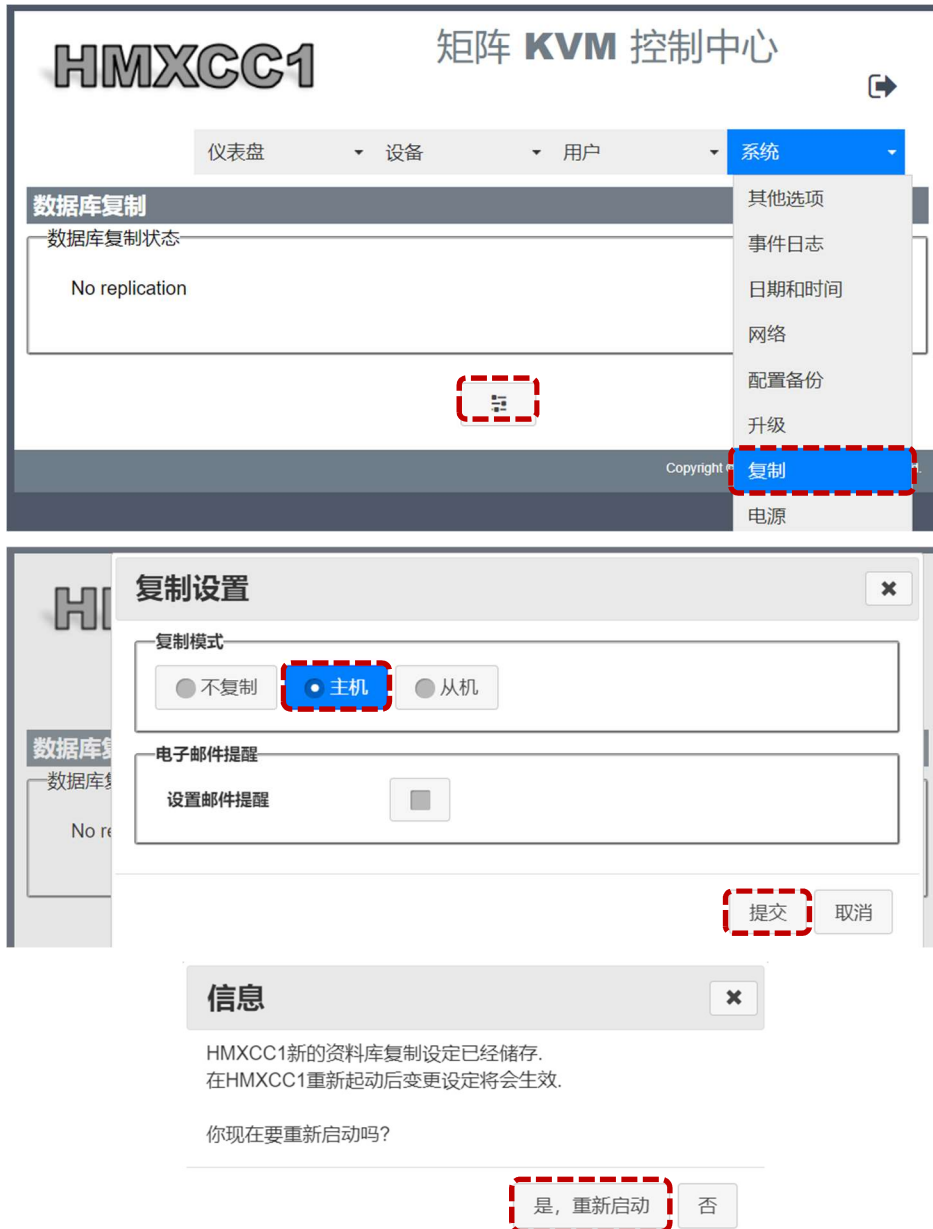 HMXCC1
矩阵 KVM 控制中心
仪表盘 设备 用户 系统
数据库复制
数据库复制状态
No replication
其他选项
事件日志
日期和时间
网络
配置备份
升级
复制
电源
Copyright
复制设置
复制模式
不复制 主机 从机
电子邮件提醒
设置邮件提醒
提交 取消
数据库
数据库
No re
信息
HMXCC1新的资料库复制设定已经储存.
在HMXCC1重新起动后变更设定将会生效.
你现在要重新启动吗?
是, 重新启动 否